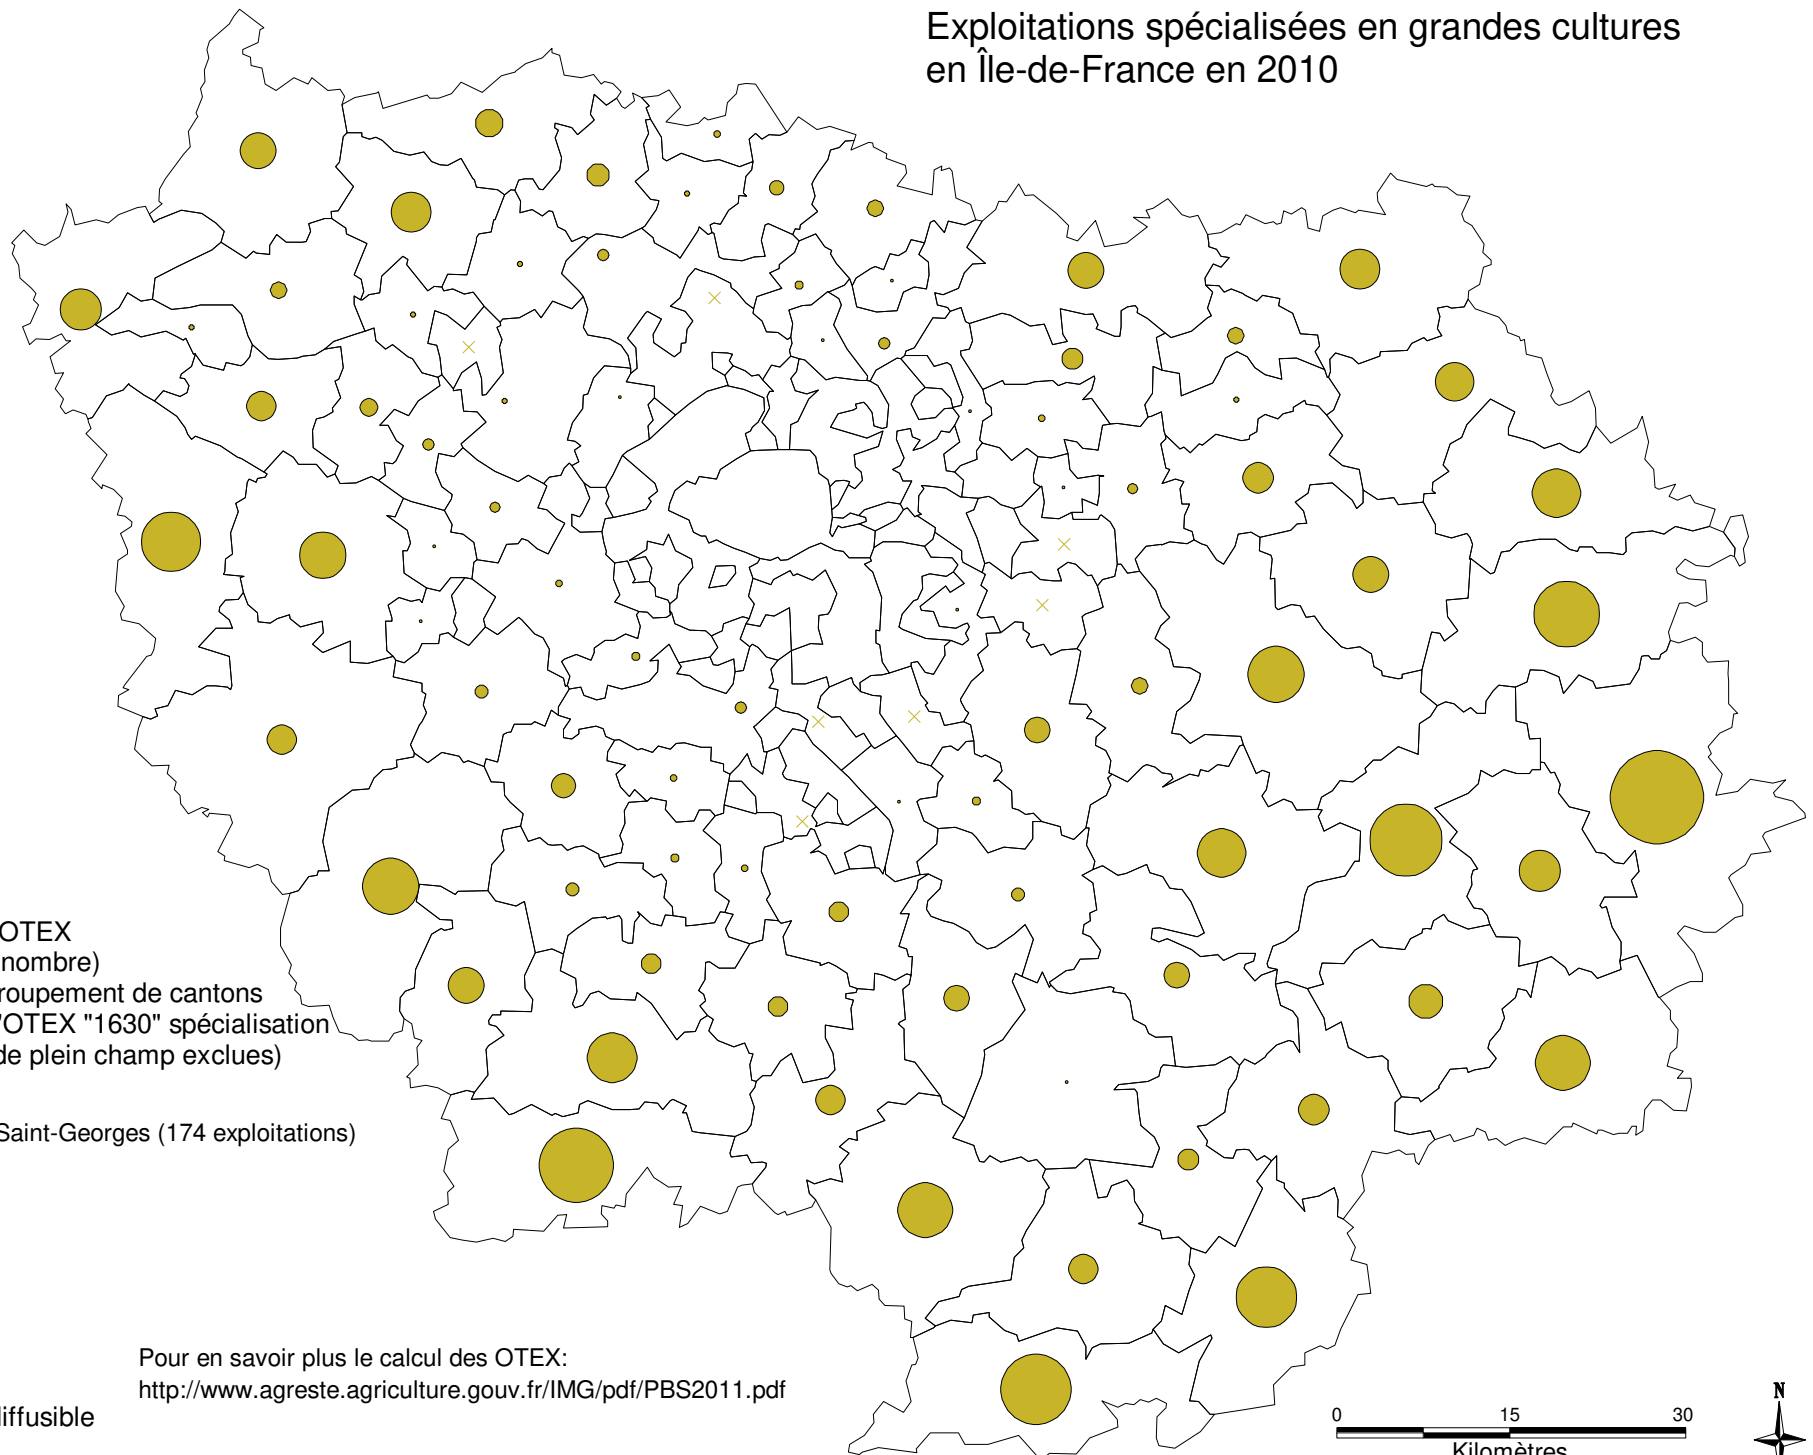 Exploitations spécialisées en grandes cultures
en Île-de-France en 2010
OTEX
nombre)
roupement de cantons
'OTEX "1630" spécialisation
de plein champ exclues)
Saint-Georges (174 exploitations)
Pour en savoir plus le calcul des OTEX:
http://www.agreste.agriculture.gouv.fr/IMG/pdf/PBS2011.pdf
diffusible
0 15 30
Kilomètres
N